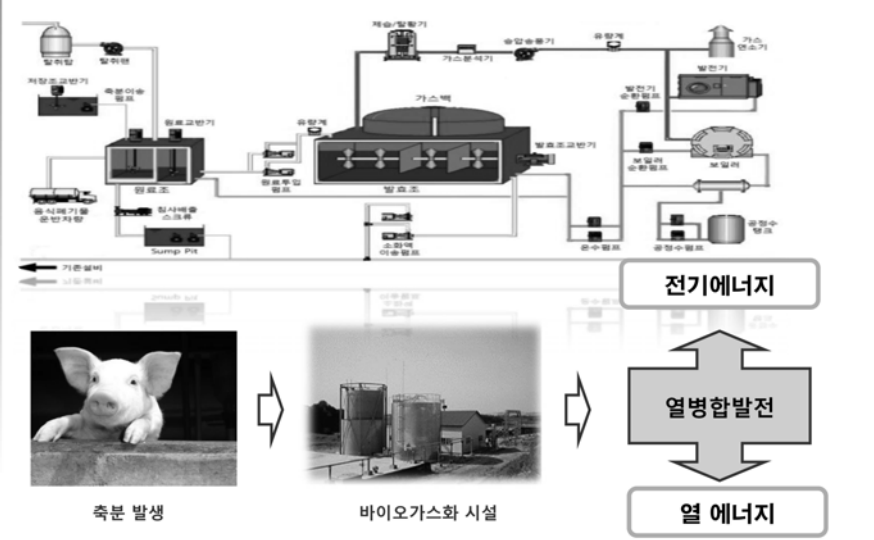 제습/탈황기
탈취탑
탈취팬
가스분석기
승압송풍기
유량계
가스
연소기
저장조교반기
축분이송
펌프
원료교반기
유량계
가스백
발전기
발전기
순환펌프
원료조
원료투입
펌프
발효조
발효조교반기
보일러
순환펌프
보일러
음식폐기물
운반차량
침사배출
스크류
Sump Pit
소화액
이송펌프
온수펌프
공정수펌프
공정수
탱크
기존설비
전기에너지
열병합발전
열 에너지
축분 발생
바이오가스화 시설